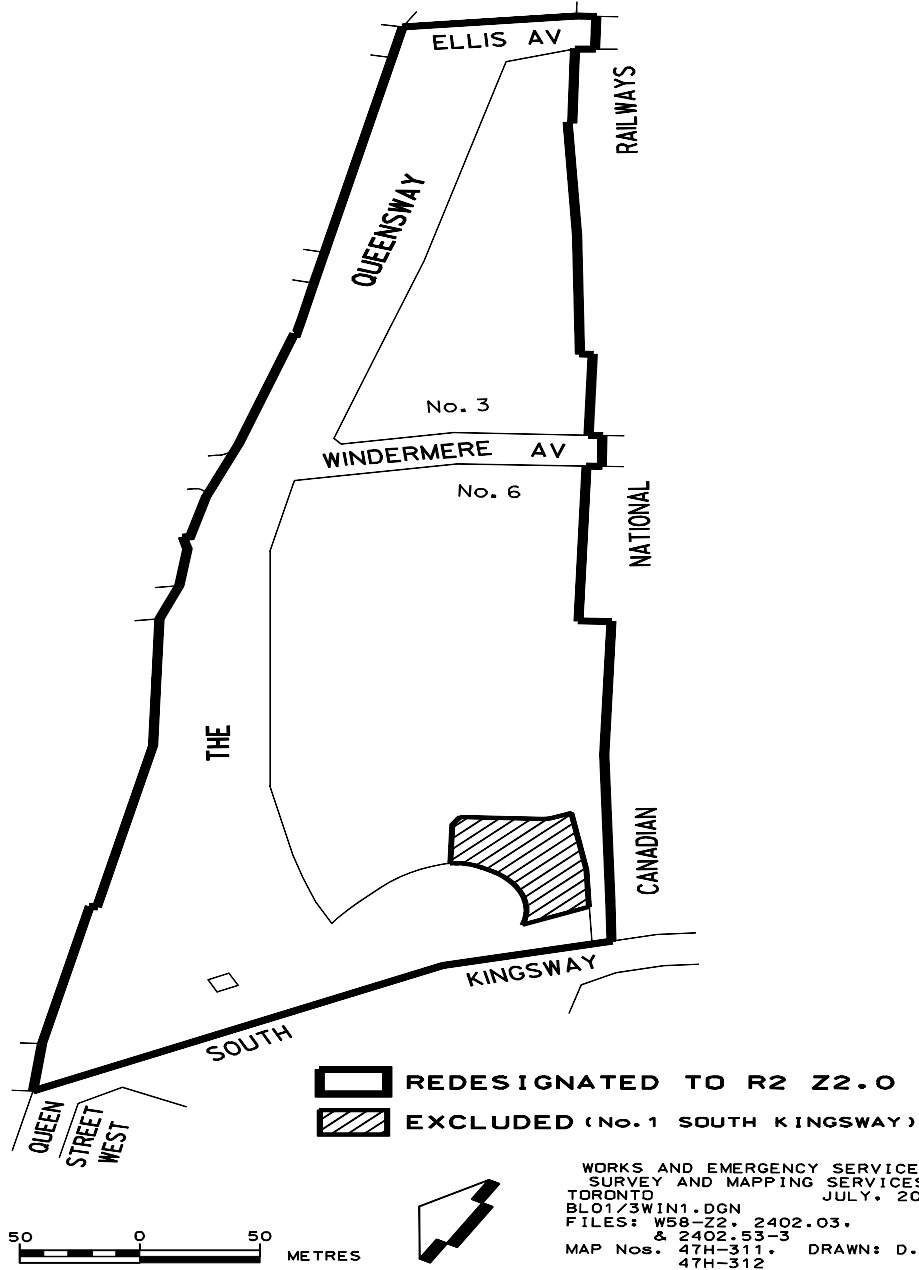 ELLIS AV
RAILWAYS
QUEENSWAY
No. 3
WINDERMERE AV
No. 6
NATIONAL
THE
CANADIAN
KINGSWAY
SOUTH
REDESIGNATED TO R2 Z2.0
EXCLUDED (No.1 SOUTH KINGSWAY)
QUEEN
STREET
WEST
WORKS AND EMERGENCY SERVICE
SURVEY AND MAPPING SERVICES
TORONTO JULY, 20
BL01/3WIN1.DGN
FILES: W58-Z2. 2402.03.
& 2402.53-3
MAP Nos. 47H-311. DRAWN: D.
47H-312
50 0 50
METRES